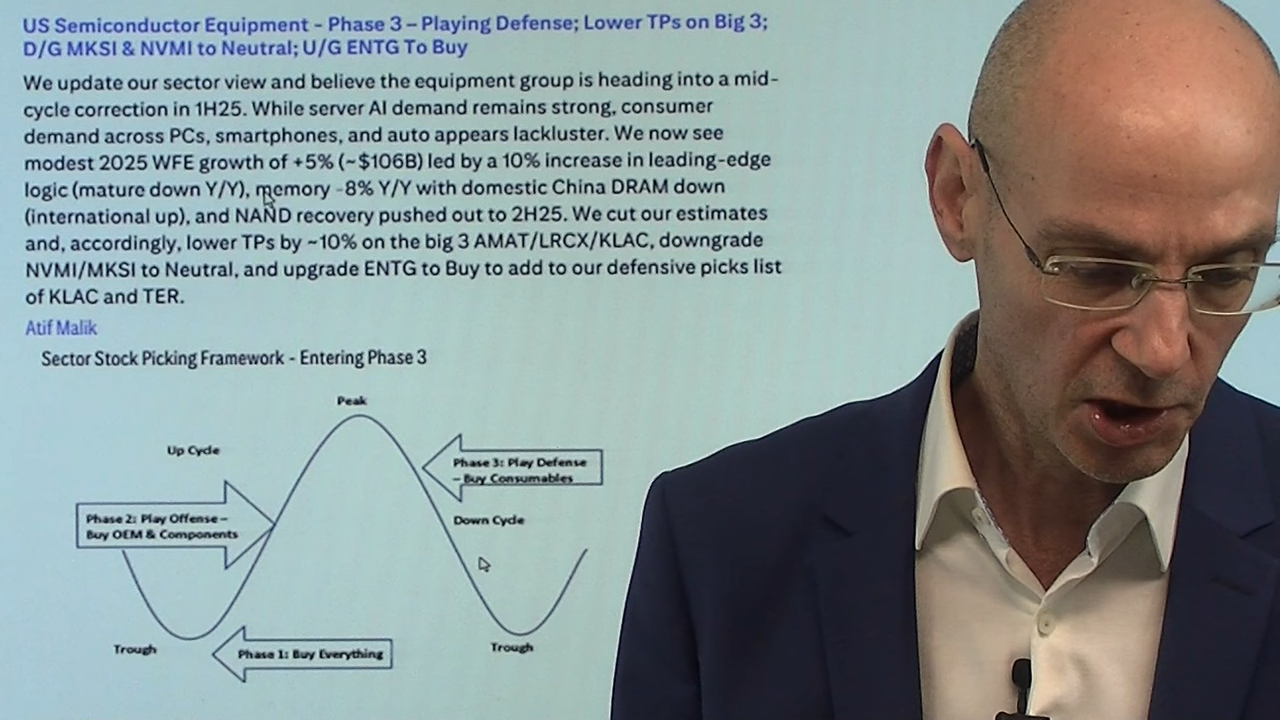 US Semiconductor Equipment - Phase 3 – Playing Defense; Lower TPs on Big 3;
D/G MKSI & NVMI to Neutral; U/G ENTG To Buy
We update our sector view and believe the equipment group is heading into a mid-
cycle correction in 1H25. While server AI demand remains strong, consumer
demand across PCs, smartphones, and auto appears lackluster. We now see
modest 2025 WFE growth of +5% (~$106B) led by a 10% increase in leading-edge
logic (mature down Y/Y), memory -8% Y/Y with domestic China DRAM down
(international up), and NAND recovery pushed out to 2H25. We cut our estimates
and, accordingly, lower TPs by ~10% on the big 3 AMAT/LRCX/KLAC, downgrade
NVMI/MKSI to Neutral, and upgrade ENTG to Buy to add to our defensive picks list
of KLAC and TER.
Atif Malik
Sector Stock Picking Framework - Entering Phase 3
Peak
Up Cycle
Phase 3: Play Defense
– Buy Consumables
Phase 2: Play Offense –
Buy OEM & Components
Down Cycle
Trough
Phase 1: Buy Everything
Trough